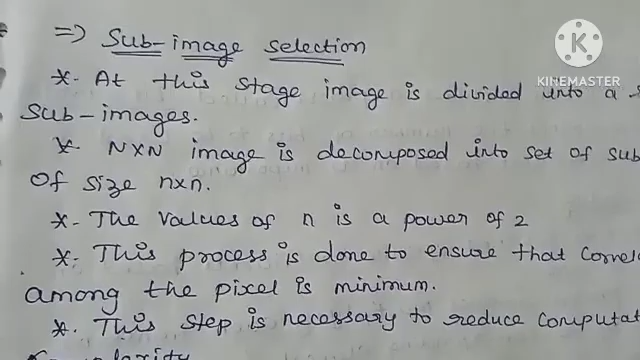 => Sub-image selection
*. At this stage image is divided into a
sub-images.
*. NXN image is decomposed into set of sub
of size nxn.
*. The values of n is a power of 2
*. This process is done to ensure that correl
among the pixel is minimum.
*. This step is necessary to reduce computat
KINEMASTER